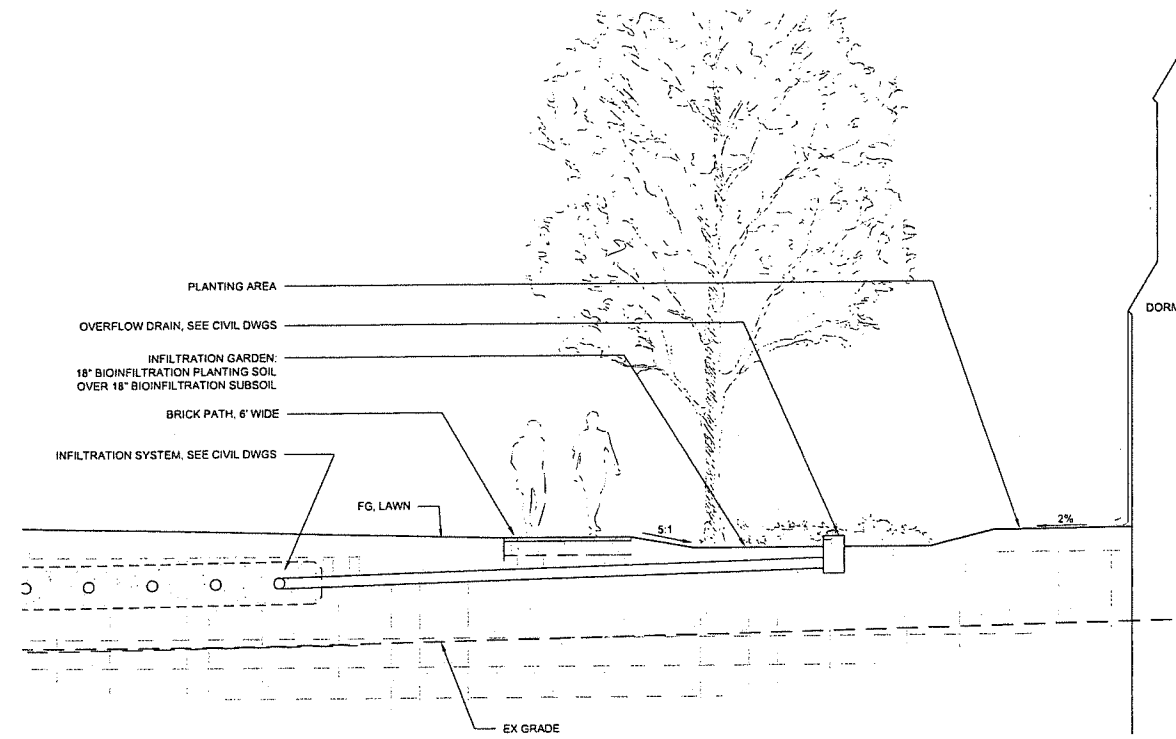 PLANTING AREA
OVERFLOW DRAIN, SEE CIVIL DWGS
INFILTRATION GARDEN:
18" BIOINFILTRATION PLANTING SOIL
OVER 18" BIOINFILTRATION SUBSOIL
BRICK PATH, 6' WIDE
INFILTRATION SYSTEM, SEE CIVIL DWGS
FG, LAWN
5:1
2%
DORM
EX GRADE